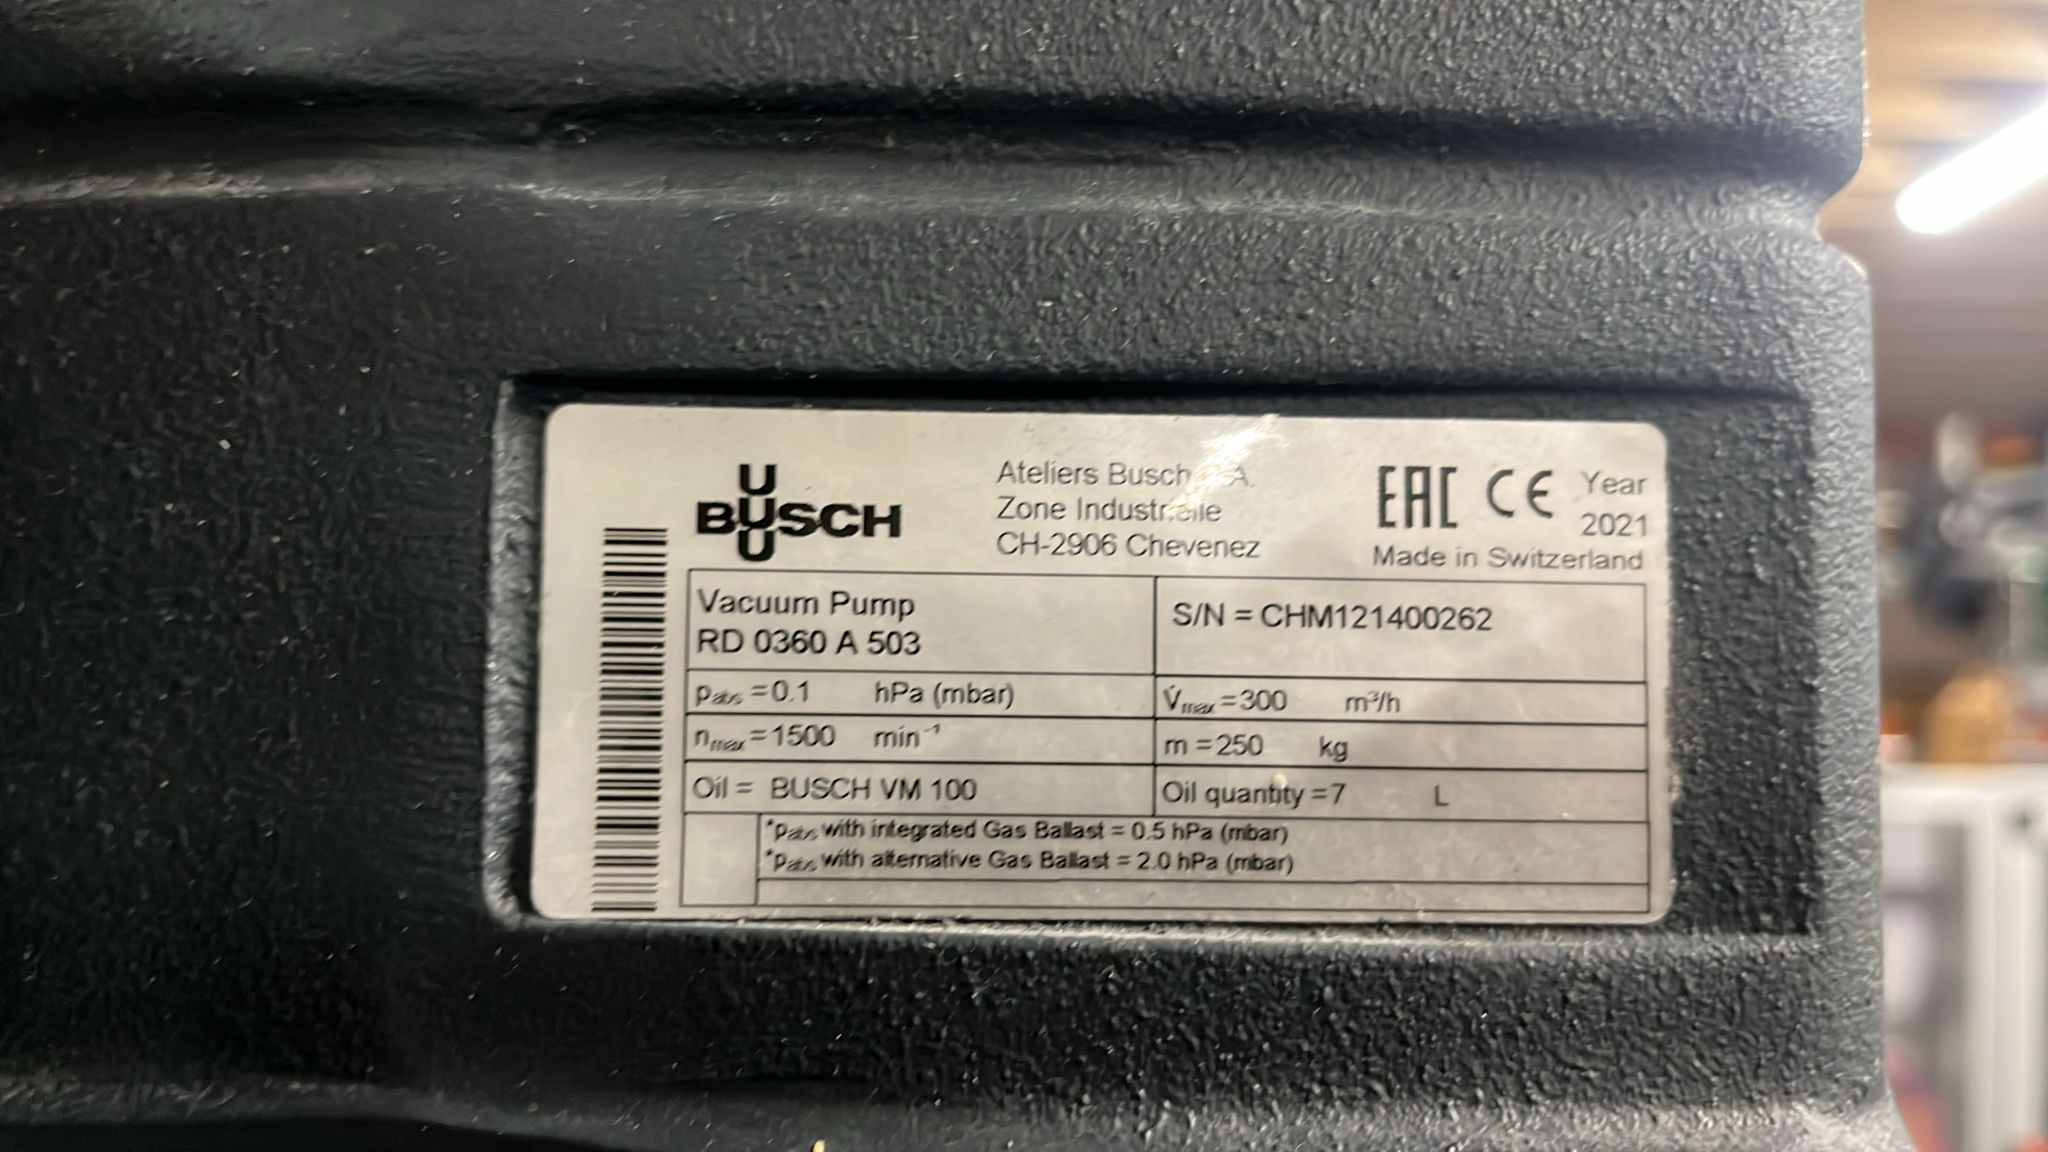 BUSCH
Ateliers Busch
Zone Industrielle
CH-2906 Chevenez
EAC CE Year
2021
Made in Switzerland
Vacuum Pump
RD 0360 A 503
S/N = CHM121400262
pabs =0.1 hPa (mbar)
V̇max =300 m³/h
nmax =1500 min⁻¹
m =250 kg
Oil = BUSCH VM 100
Oil quantity =7 L
*pabs with integrated Gas Ballast = 0.5 hPa (mbar)
*pabs with alternative Gas Ballast = 2.0 hPa (mbar)